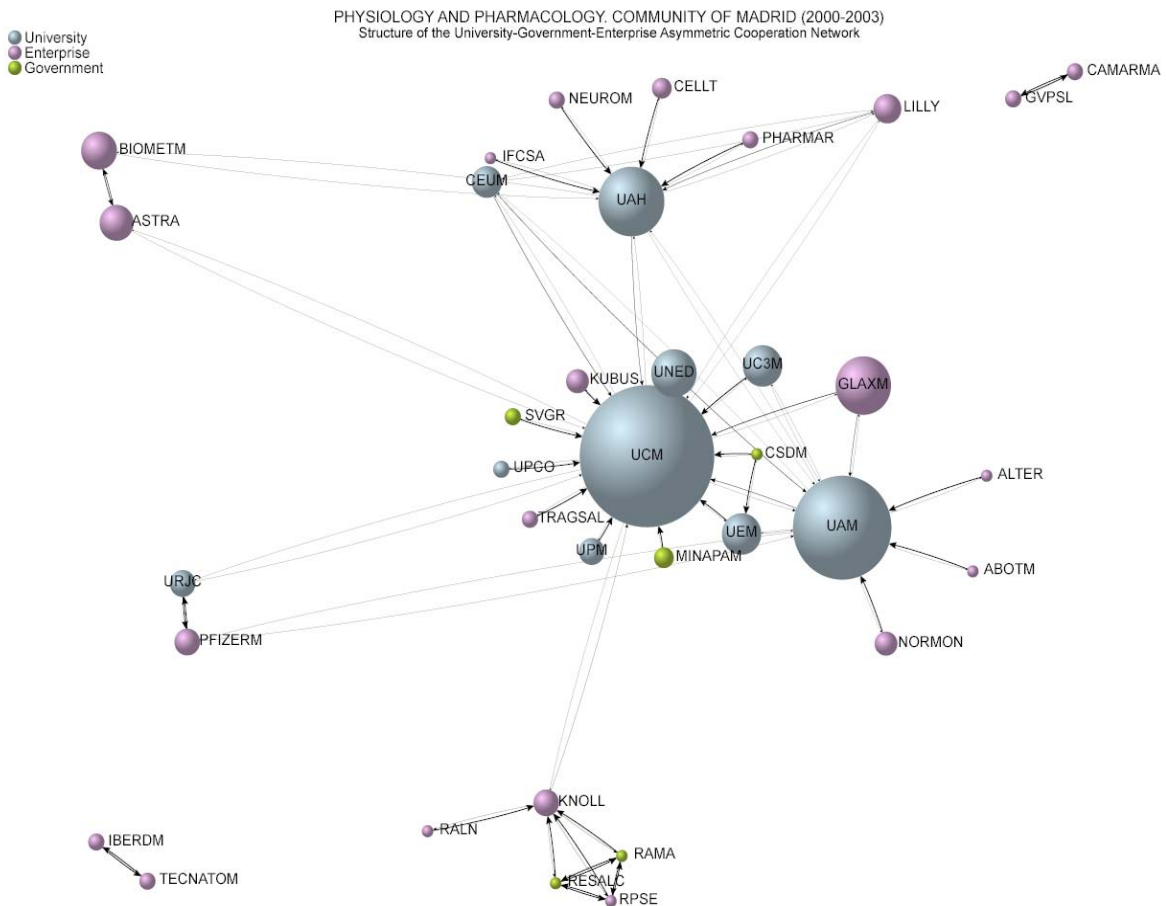 PHYSIOLOGY AND PHARMACOLOGY. COMMUNITY OF MADRID (2000-2003)
Structure of the University-Government-Enterprise Asymmetric Cooperation Network
University
Enterprise
Government
CAMARMA
GVPSL
CELLT
NEUROM
LILLY
PHARMAR
BIOMETM
IFCSA
CEUM
UAH
ASTRA
UNED
UC3M
KUBUS
GLAXM
SVGR
UCM
CSDM
UPCO
ALTER
TRAGSAL
UAM
UEM
UPM
MINAPAM
ABOTM
URJC
PFIZERM
NORMON
KNOLL
RALN
IBERDM
RAMA
TECNATOM
RESALC
RPSE